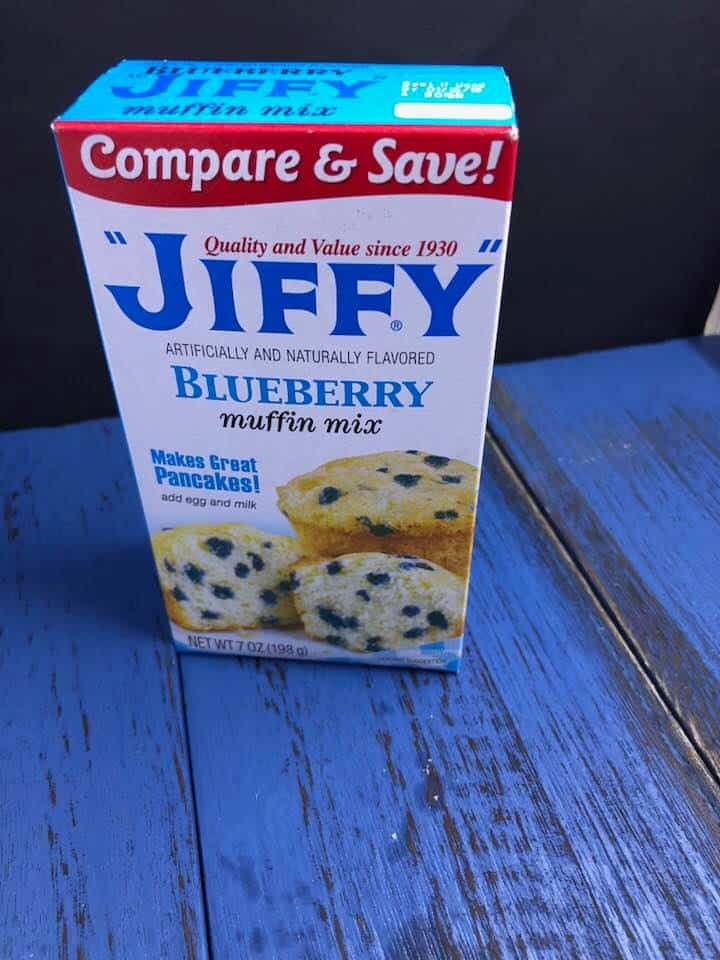 BLUEBERRY
"JIFFY"
muffin mix
Compare & Save!
Quality and Value since 1930
"JIFFY"®
ARTIFICIALLY AND NATURALLY FLAVORED
BLUEBERRY
muffin mix
Makes Great
Pancakes!
add egg and milk
NET WT 7 OZ (198 g)